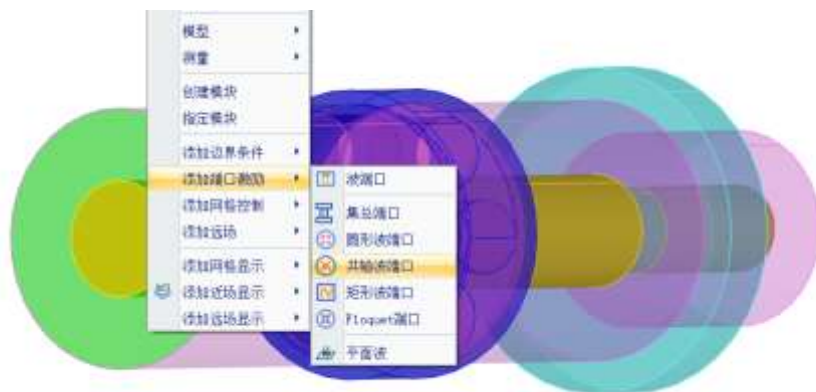 模型
测量
创建模块
指定模块
添加边界条件
添加端口激励
添加网格控制
添加远场
添加网格显示
添加近场显示
添加远场显示
波端口
集总端口
圆形波端口
共轴波端口
矩形波端口
Floquet端口
平面波